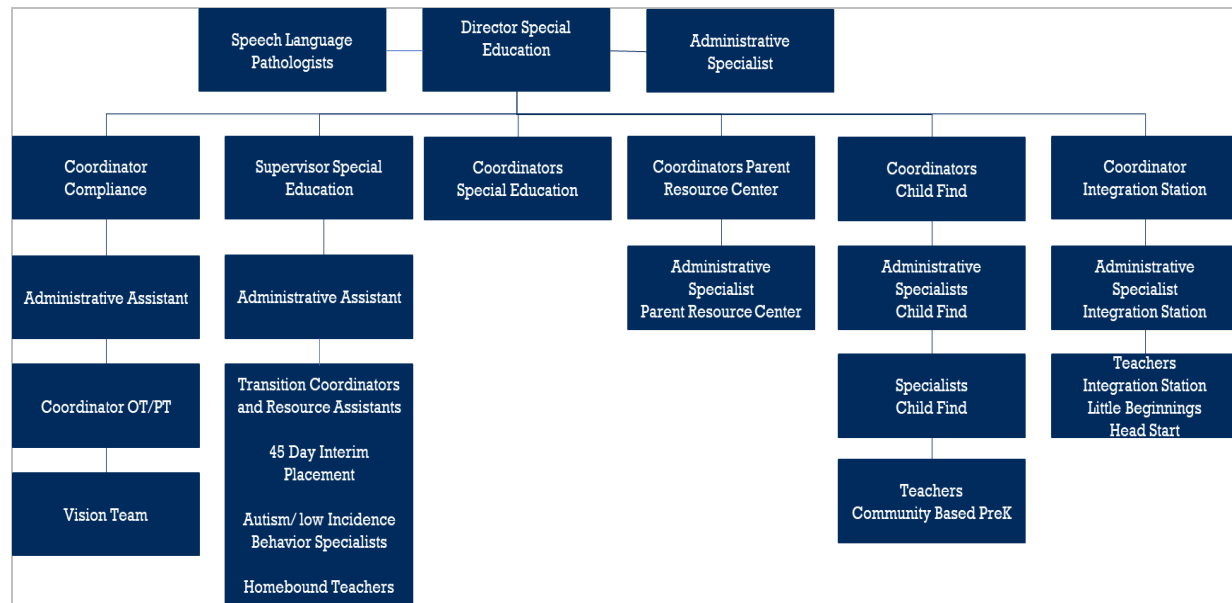 Speech Language
Pathologists
Director Special
Education
Administrative
Specialist
Coordinator
Compliance
Supervisor Special
Education
Coordinators
Special Education
Coordinators Parent
Resource Center
Coordinators
Child Find
Coordinator
Integration Station
Administrative Assistant
Administrative Assistant
Administrative
Specialist
Parent Resource Center
Administrative
Specialists
Child Find
Administrative
Specialist
Integration Station
Coordinator OT/PT
Transition Coordinators
and Resource Assistants
45 Day Interim
Placement
Autism/ low Incidence
Behavior Specialists
Homebound Teachers
Specialists
Child Find
Teachers
Integration Station
Little Beginnings
Head Start
Vision Team
Teachers
Community Based PreK